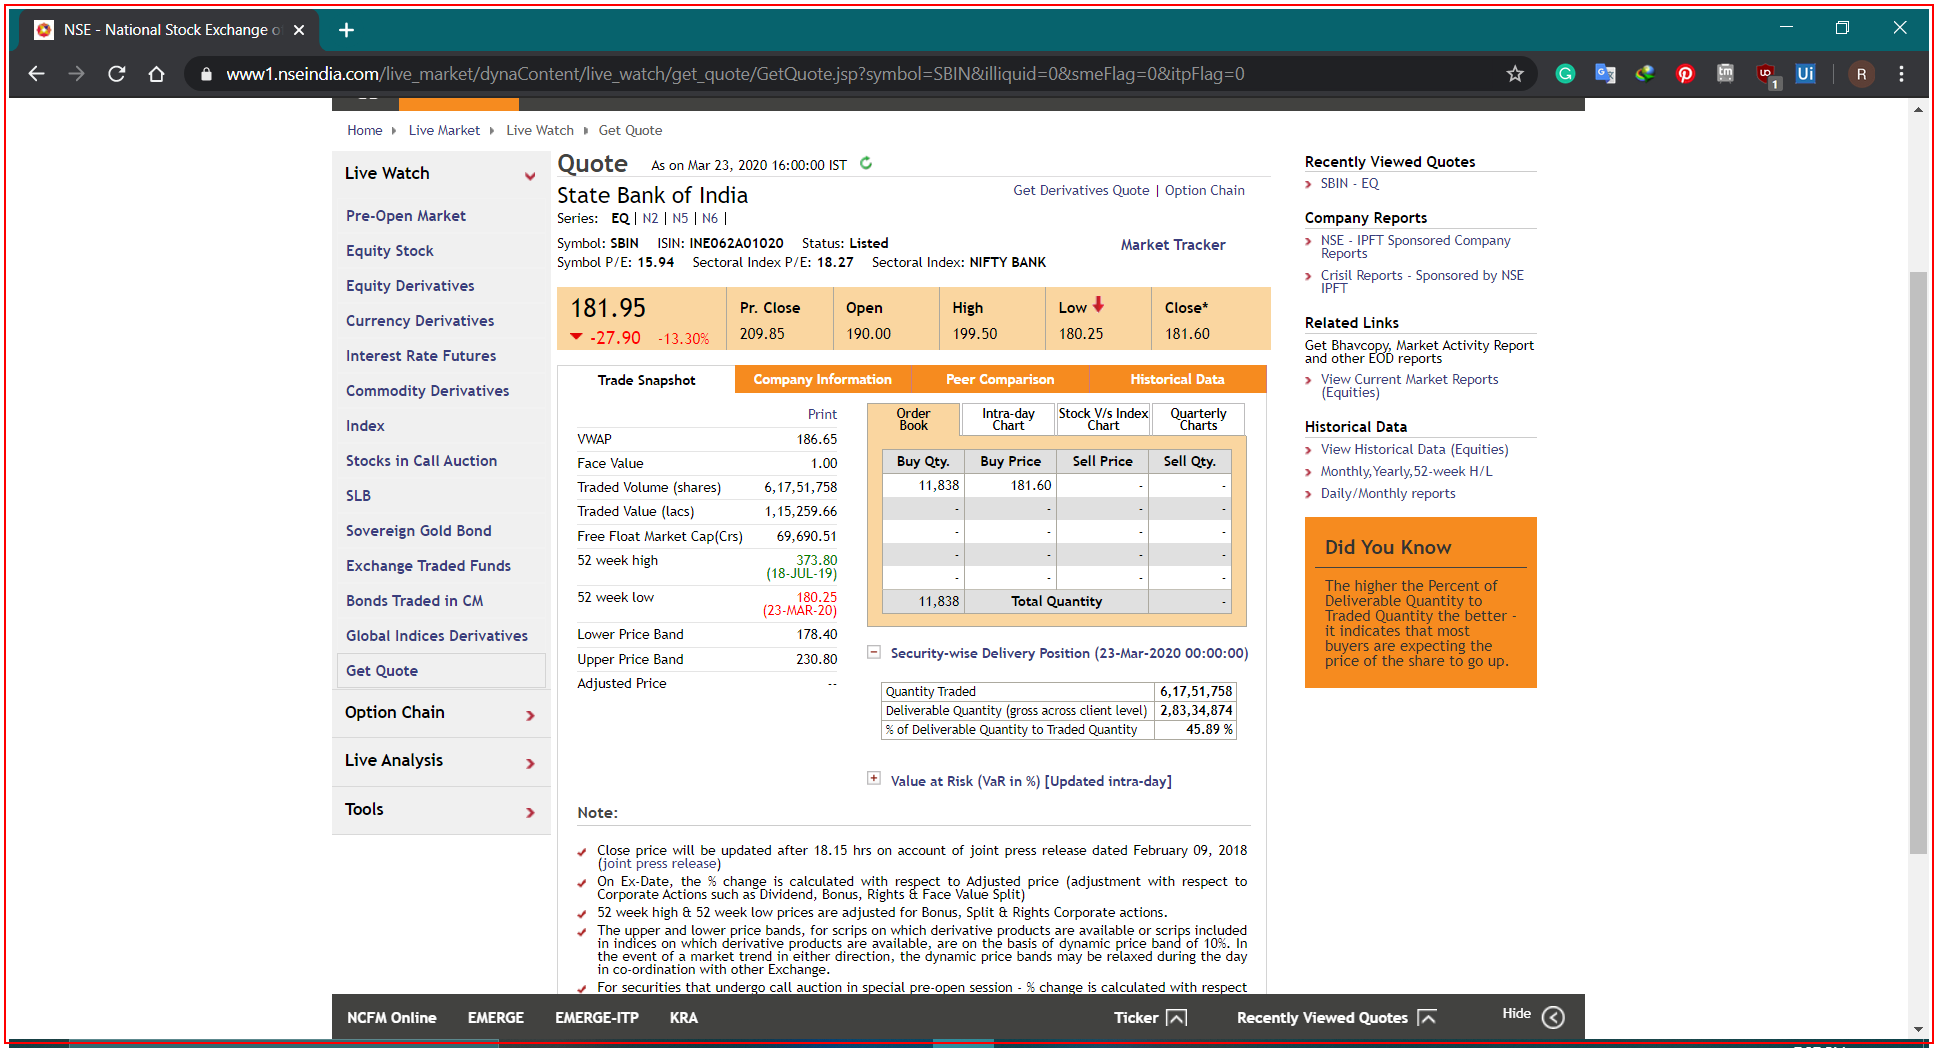 NSE - National Stock Exchange o
www1.nseindia.com/live_market/dynaContent/live_watch/get_quote/GetQuote.jsp?symbol=SBIN&illiquid=0&smeFlag=0&itpFlag=0
tm
1
Ui
R
Home
Live Market
Live Watch
Get Quote
Live Watch
Pre-Open Market
Equity Stock
Equity Derivatives
Currency Derivatives
Interest Rate Futures
Commodity Derivatives
Index
Stocks in Call Auction
SLB
Sovereign Gold Bond
Exchange Traded Funds
Bonds Traded in CM
Global Indices Derivatives
Get Quote
Option Chain
Live Analysis
Tools
Quote As on Mar 23, 2020 16:00:00 IST
State Bank of India
Get Derivatives Quote | Option Chain
Series: EQ | N2 | N5 | N6 |
Symbol: SBIN ISIN: INE062A01020 Status: Listed
Market Tracker
Symbol P/E: 15.94 Sectoral Index P/E: 18.27 Sectoral Index: NIFTY BANK
181.95
-27.90 -13.30%
Pr. Close
209.85
Open
190.00
High
199.50
Low
180.25
Close*
181.60
Trade Snapshot
Company Information
Peer Comparison
Historical Data
Print
VWAP 186.65
Face Value 1.00
Traded Volume (shares) 6,17,51,758
Traded Value (lacs) 1,15,259.66
Free Float Market Cap(Crs) 69,690.51
52 week high 373.80
(18-JUL-19)
52 week low 180.25
(23-MAR-20)
Lower Price Band 178.40
Upper Price Band 230.80
Adjusted Price --
Order
Book
Intra-day
Chart
Stock V/s Index
Chart
Quarterly
Charts
Buy Qty. Buy Price Sell Price Sell Qty.
11,838 181.60 - -
- - - -
- - - -
- - - -
- - - -
11,838 Total Quantity -
Security-wise Delivery Position (23-Mar-2020 00:00:00)
Quantity Traded 6,17,51,758
Deliverable Quantity (gross across client level) 2,83,34,874
% of Deliverable Quantity to Traded Quantity 45.89 %
Value at Risk (VaR in %) [Updated intra-day]
Note:
Close price will be updated after 18.15 hrs on account of joint press release dated February 09, 2018
(joint press release)
On Ex-Date, the % change is calculated with respect to Adjusted price (adjustment with respect to
Corporate Actions such as Dividend, Bonus, Rights & Face Value Split)
52 week high & 52 week low prices are adjusted for Bonus, Split & Rights Corporate actions.
The upper and lower price bands, for scrips on which derivative products are available or scrips included
in indices on which derivative products are available, are on the basis of dynamic price band of 10%. In
the event of a market trend in either direction, the dynamic price bands may be relaxed during the day
in co-ordination with other Exchange.
For securities that undergo call auction in special pre-open session - % change is calculated with respect
Recently Viewed Quotes
SBIN - EQ
Company Reports
NSE - IPFT Sponsored Company
Reports
Crisil Reports - Sponsored by NSE
IPFT
Related Links
Get Bhavcopy, Market Activity Report
and other EOD reports
View Current Market Reports
(Equities)
Historical Data
View Historical Data (Equities)
Monthly,Yearly,52-week H/L
Daily/Monthly reports
Did You Know
The higher the Percent of
Deliverable Quantity to
Traded Quantity the better -
it indicates that most
buyers are expecting the
price of the share to go up.
NCFM Online
EMERGE
EMERGE-ITP
KRA
Ticker
Recently Viewed Quotes
Hide